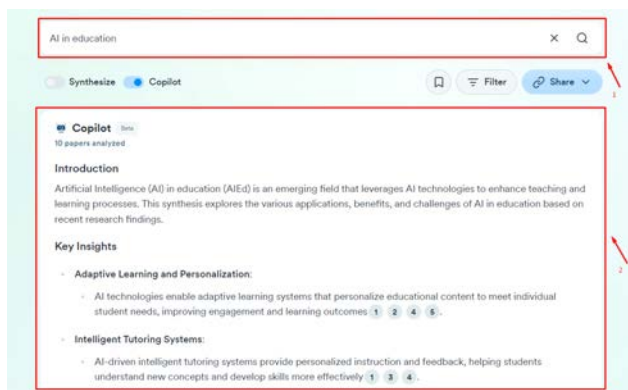 AI in education
Synthesize Copilot Filter Share
1
Copilot Beta
10 papers analyzed
Introduction
Artificial Intelligence (AI) in education (AIEd) is an emerging field that leverages AI technologies to enhance teaching and
learning processes. This synthesis explores the various applications, benefits, and challenges of AI in education based on
recent research findings.
Key Insights
Adaptive Learning and Personalization:
AI technologies enable adaptive learning systems that personalize educational content to meet individual
student needs, improving engagement and learning outcomes 1 2 4 5 .
2
Intelligent Tutoring Systems:
AI-driven intelligent tutoring systems provide personalized instruction and feedback, helping students
understand new concepts and develop skills more effectively 1 3 4 .